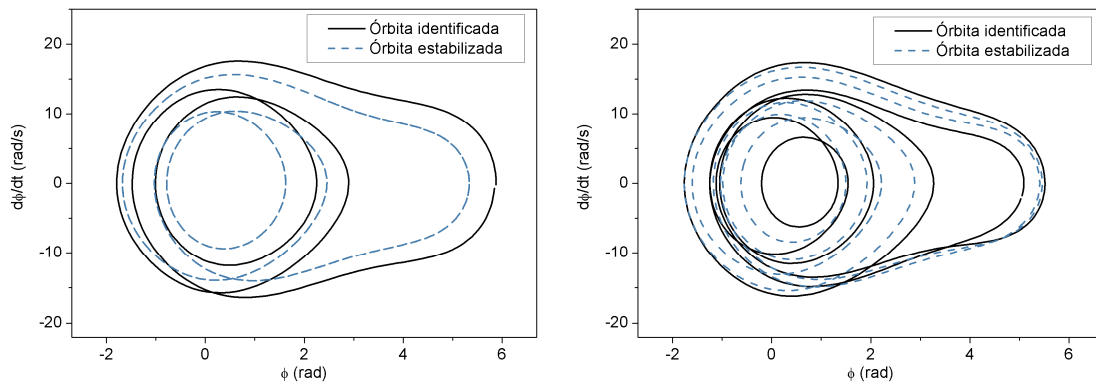 Órbita identificada
Órbita estabilizada
20
10
0
-10
-20
dϕ/dt (rad/s)
-2
0
2
4
6
ϕ (rad)
Órbita identificada
Órbita estabilizada
20
10
0
-10
-20
dϕ/dt (rad/s)
-2
0
2
4
6
ϕ (rad)